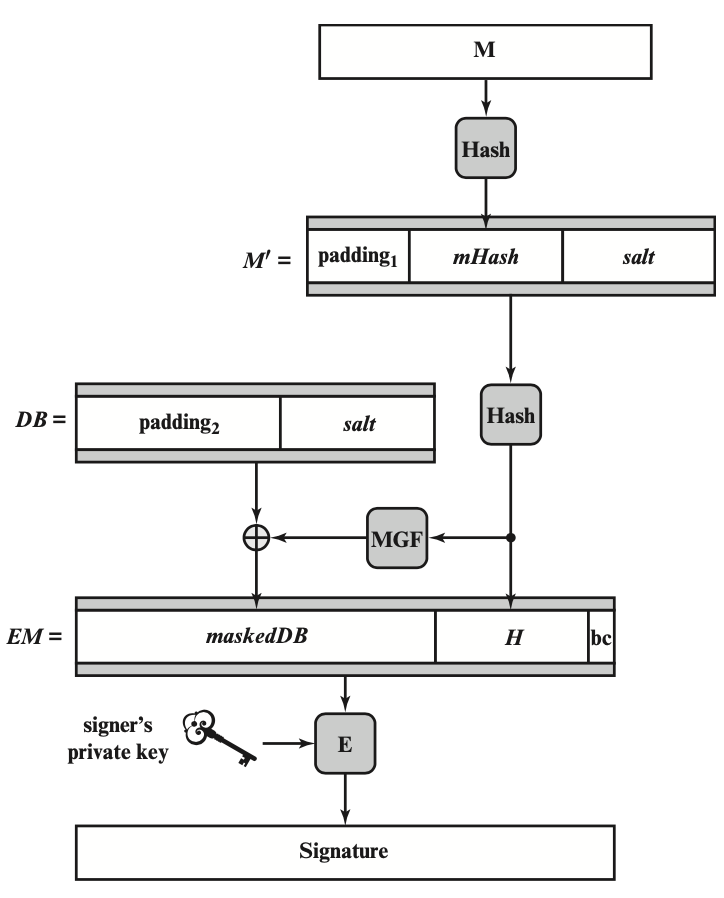 M
Hash
M′ = padding1 mHash salt
DB = padding2 salt
Hash
MGF
EM = maskedDB H bc
signer's
private key
E
Signature